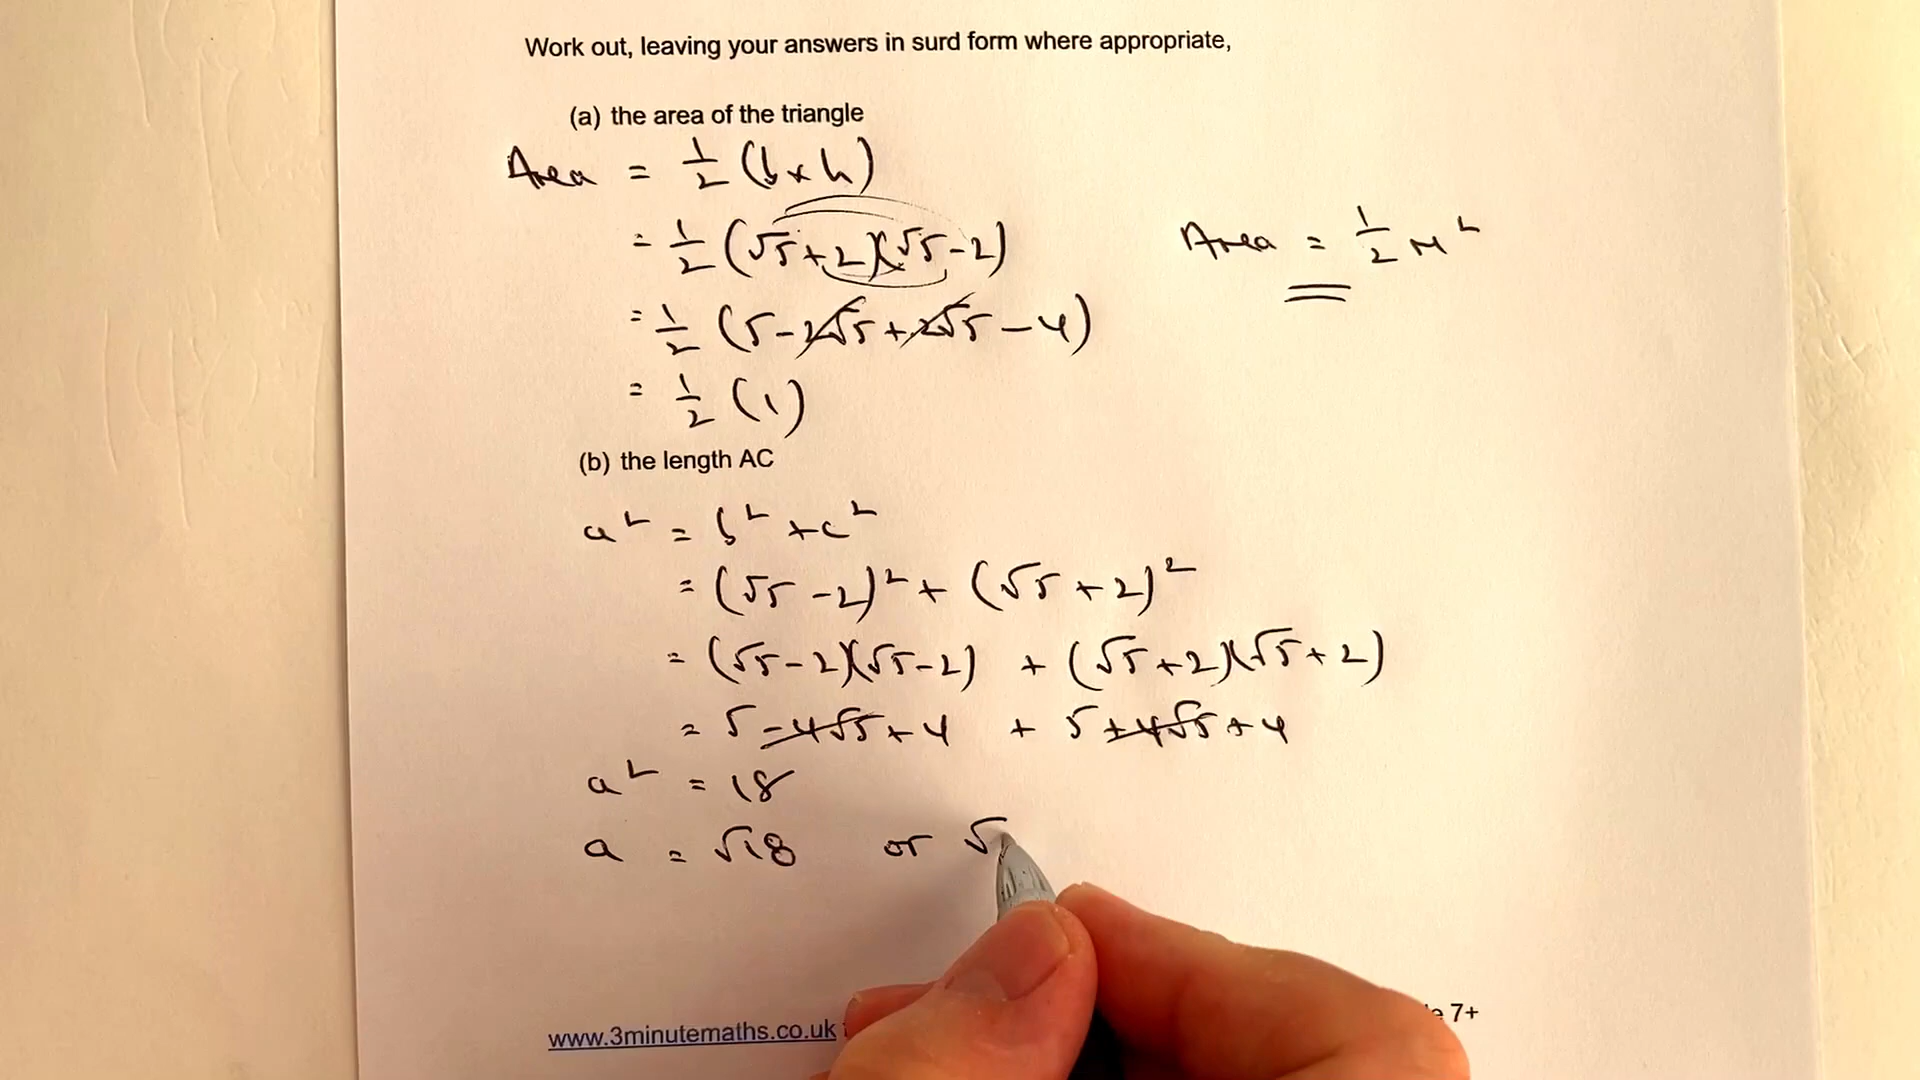 Work out, leaving your answers in surd form where appropriate,
(a) the area of the triangle
Area = 1/2 (b × h)
= 1/2 (√5+2)(√5-2)
Area = 1/2 M²
= 1/2 (5-2√5+2√5-4)
= 1/2 (1)
(b) the length AC
a² = b² + c²
= (√5-2)² + (√5+2)²
= (√5-2)(√5-2) + (√5+2)(√5+2)
= 5-4√5+4 + 5+4√5+4
a² = 18
a = √18 or √
www.3minutemaths.co.uk
7+